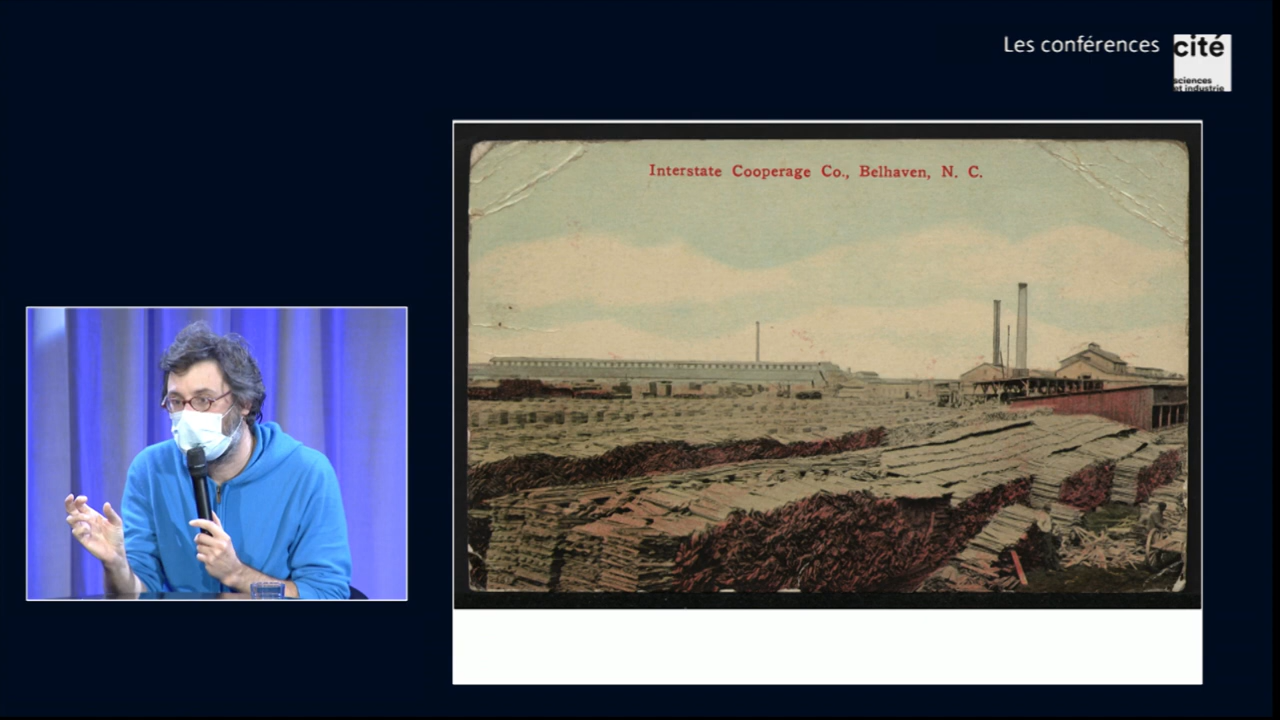 Les conférences
cité
sciences
et industrie
Interstate Cooperage Co., Belhaven, N. C.